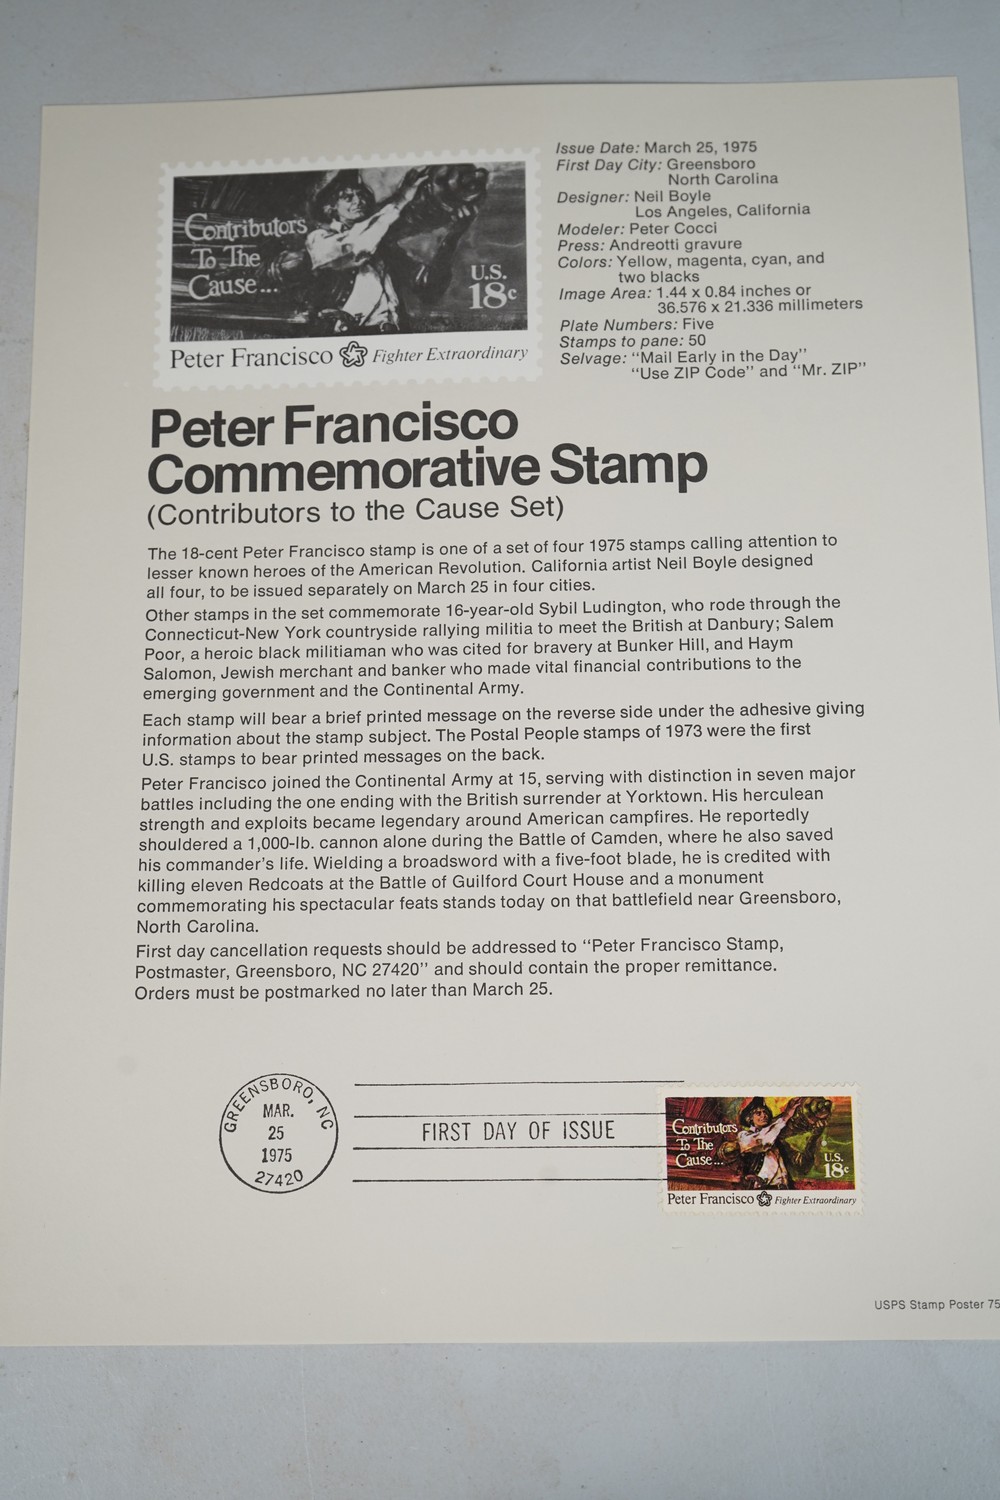 Contributors
To The
Cause...
U.S.
18c
Peter Francisco Fighter Extraordinary
Issue Date: March 25, 1975
First Day City: Greensboro
North Carolina
Designer: Neil Boyle
Los Angeles, California
Modeler: Peter Cocci
Press: Andreotti gravure
Colors: Yellow, magenta, cyan, and
two blacks
Image Area: 1.44 x 0.84 inches or
36.576 x 21.336 millimeters
Plate Numbers: Five
Stamps to pane: 50
Selvage: "Mail Early in the Day"
"Use ZIP Code" and "Mr. ZIP"
Peter Francisco
Commemorative Stamp
(Contributors to the Cause Set)
The 18-cent Peter Francisco stamp is one of a set of four 1975 stamps calling attention to
lesser known heroes of the American Revolution. California artist Neil Boyle designed
all four, to be issued separately on March 25 in four cities.
Other stamps in the set commemorate 16-year-old Sybil Ludington, who rode through the
Connecticut-New York countryside rallying militia to meet the British at Danbury; Salem
Poor, a heroic black militiaman who was cited for bravery at Bunker Hill, and Haym
Salomon, Jewish merchant and banker who made vital financial contributions to the
emerging government and the Continental Army.
Each stamp will bear a brief printed message on the reverse side under the adhesive giving
information about the stamp subject. The Postal People stamps of 1973 were the first
U.S. stamps to bear printed messages on the back.
Peter Francisco joined the Continental Army at 15, serving with distinction in seven major
battles including the one ending with the British surrender at Yorktown. His herculean
strength and exploits became legendary around American campfires. He reportedly
shouldered a 1,000-lb. cannon alone during the Battle of Camden, where he also saved
his commander's life. Wielding a broadsword with a five-foot blade, he is credited with
killing eleven Redcoats at the Battle of Guilford Court House and a monument
commemorating his spectacular feats stands today on that battlefield near Greensboro,
North Carolina.
First day cancellation requests should be addressed to "Peter Francisco Stamp,
Postmaster, Greensboro, NC 27420" and should contain the proper remittance.
Orders must be postmarked no later than March 25.
GREENSBORO, NC
MAR.
25
1975
27420
FIRST DAY OF ISSUE
Contributors
To The
Cause...
U.S.
18c
Peter Francisco Fighter Extraordinary
USPS Stamp Poster 75